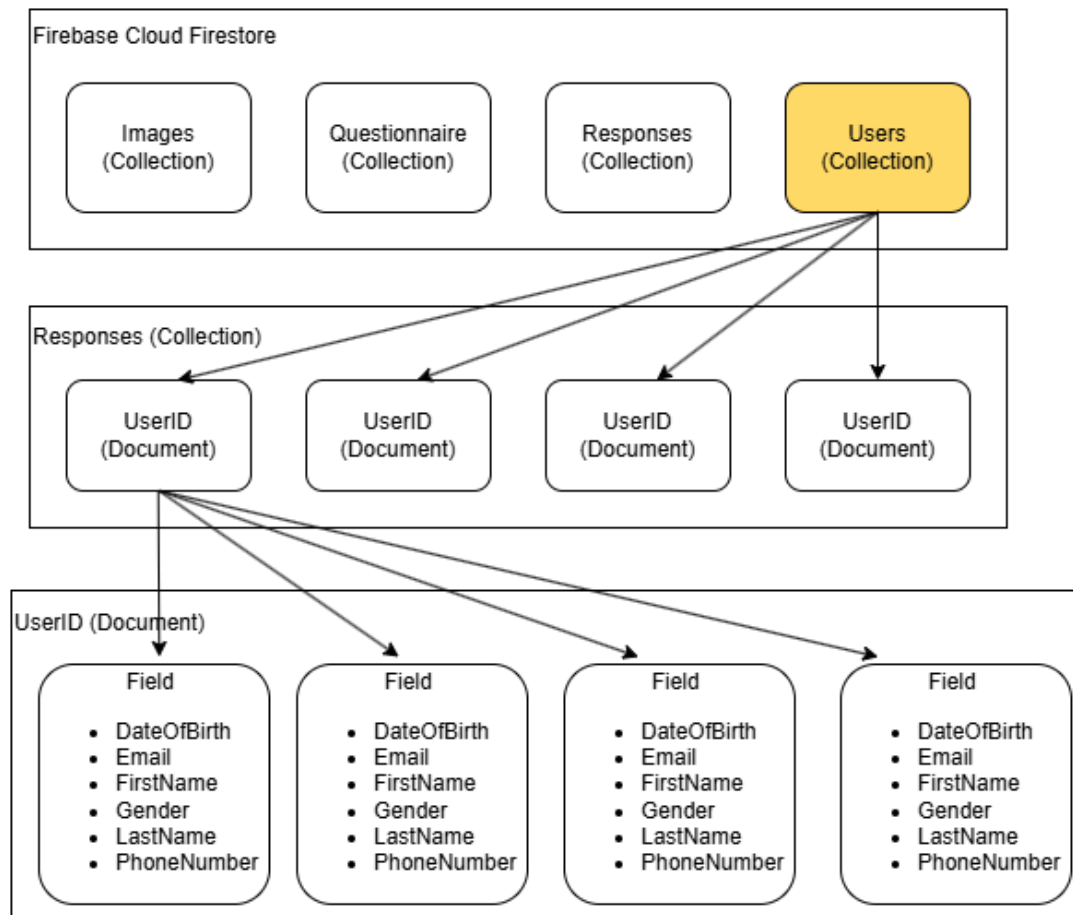 Firebase Cloud Firestore
Images
(Collection)
Questionnaire
(Collection)
Responses
(Collection)
Users
(Collection)
Responses (Collection)
UserID
(Document)
UserID
(Document)
UserID
(Document)
UserID
(Document)
UserID (Document)
Field
• DateOfBirth
• Email
• FirstName
• Gender
• LastName
• PhoneNumber
Field
• DateOfBirth
• Email
• FirstName
• Gender
• LastName
• PhoneNumber
Field
• DateOfBirth
• Email
• FirstName
• Gender
• LastName
• PhoneNumber
Field
• DateOfBirth
• Email
• FirstName
• Gender
• LastName
• PhoneNumber